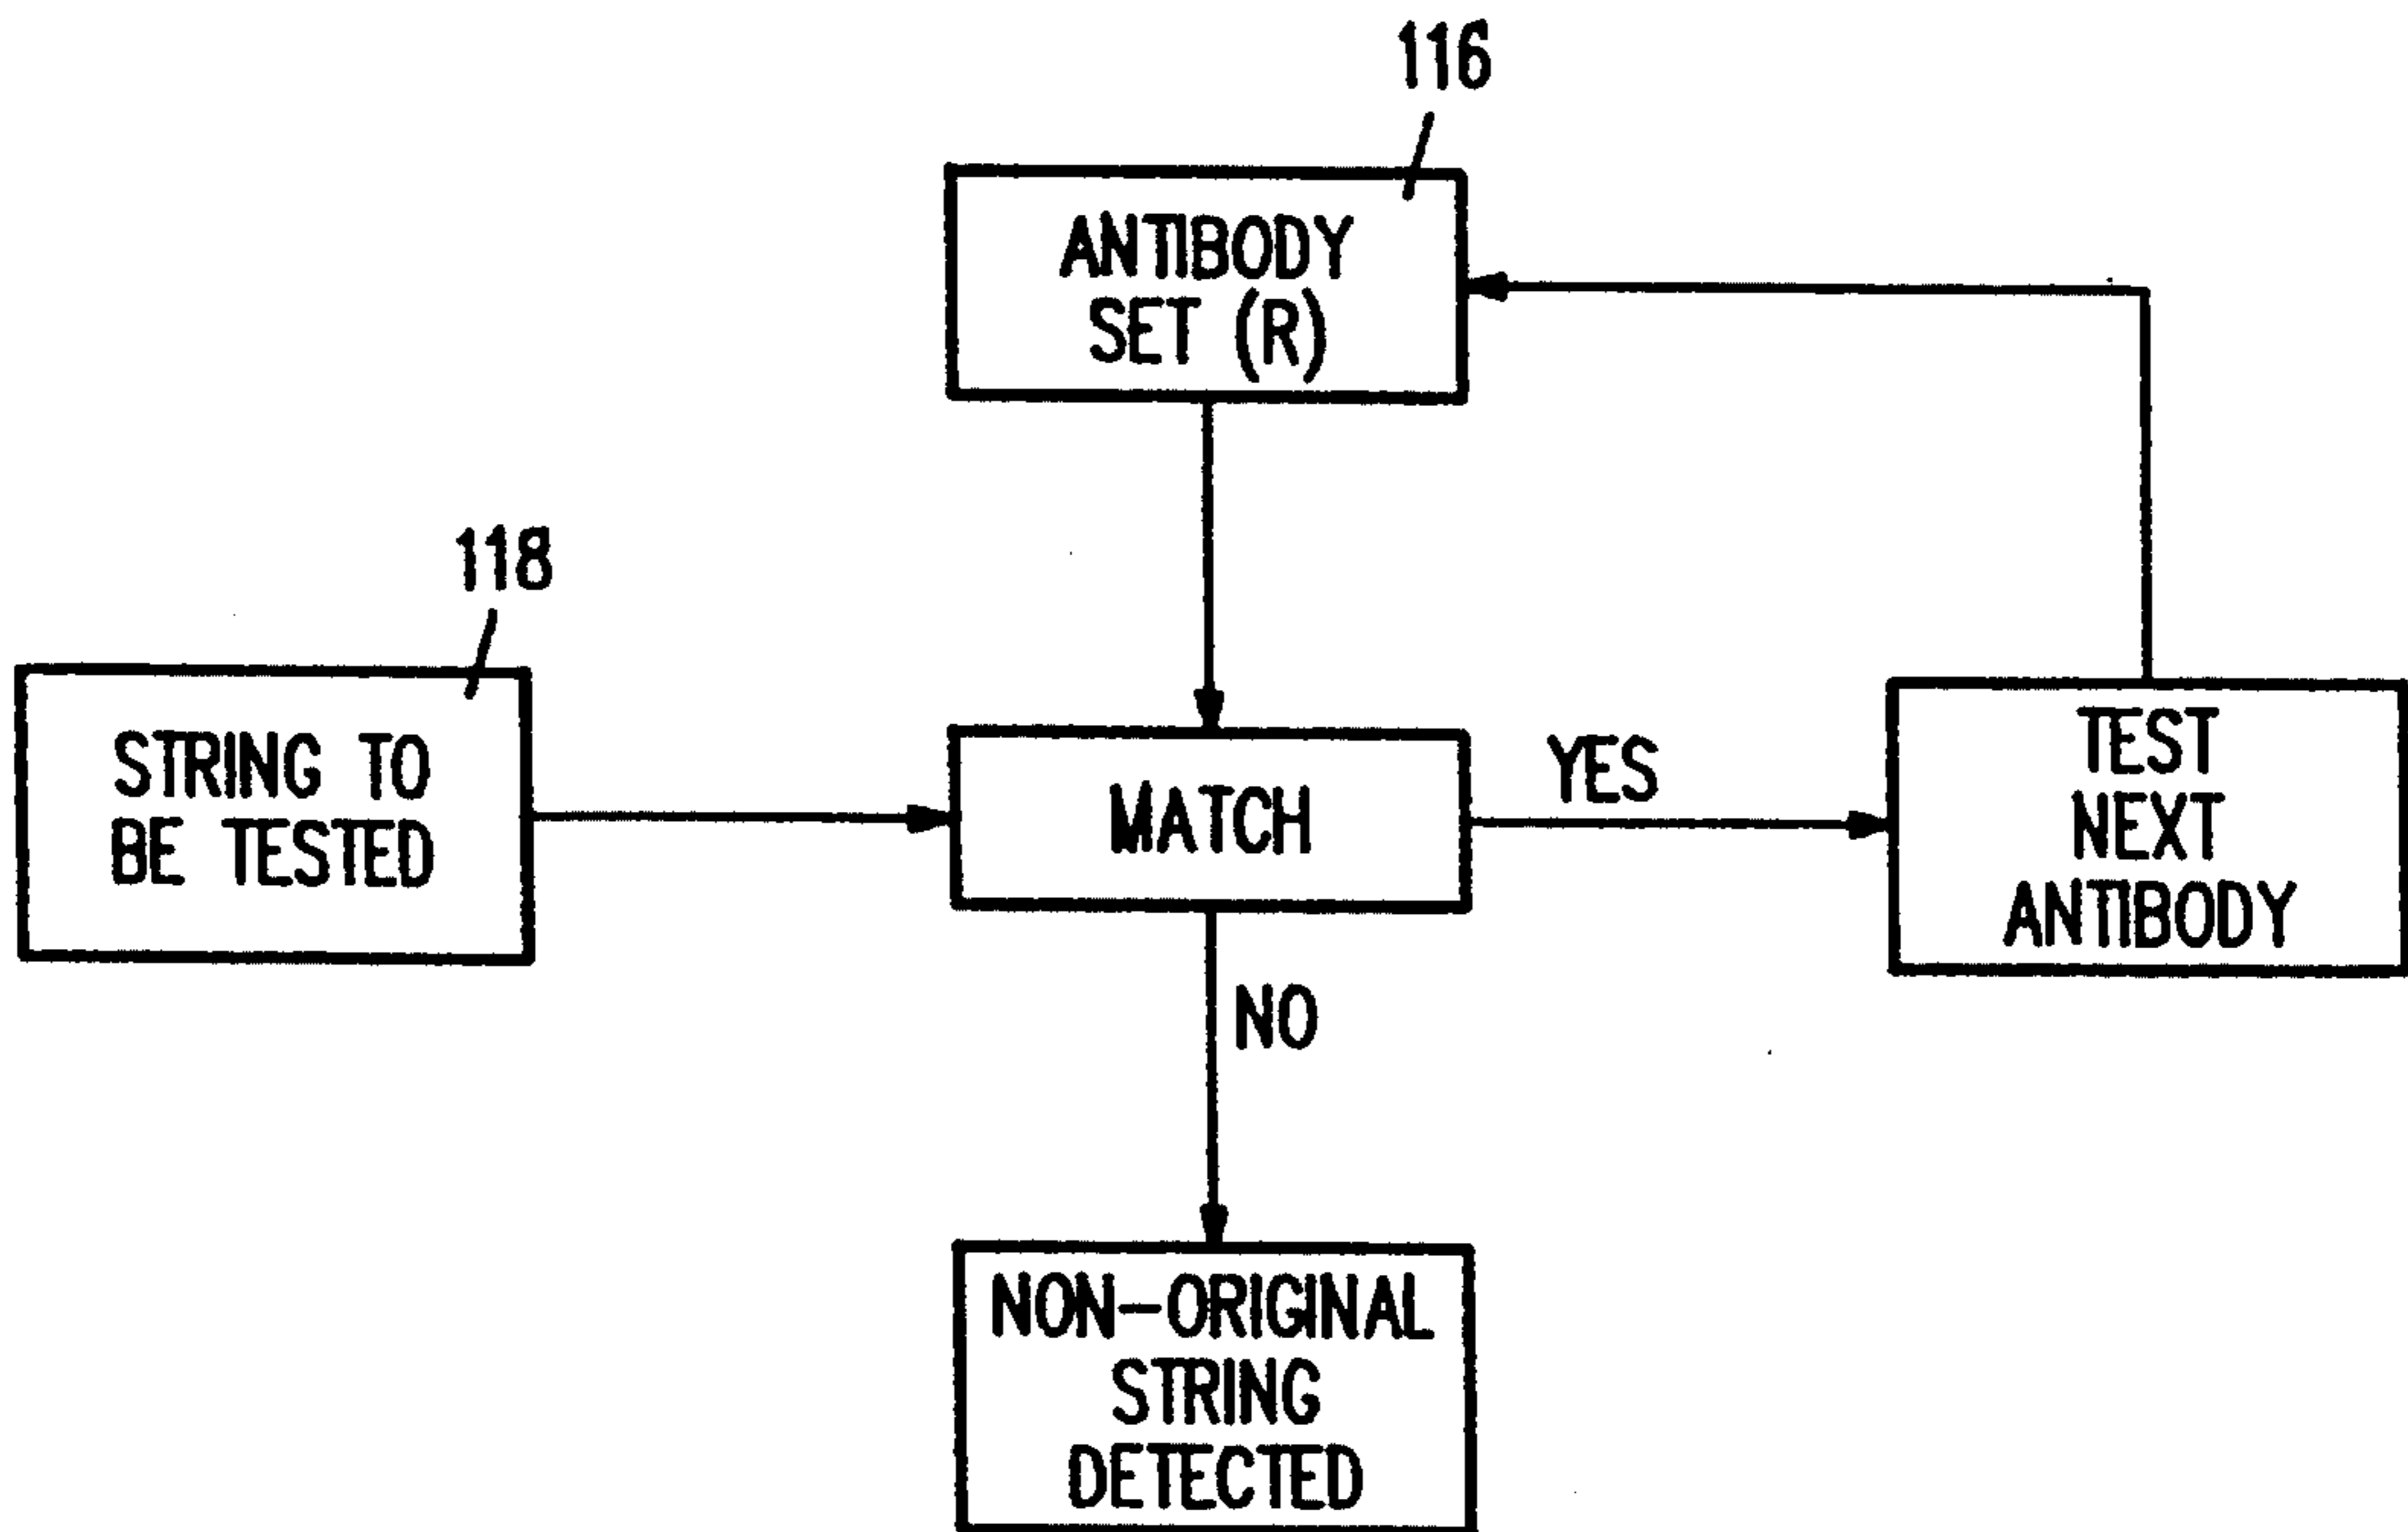 116
ANTIBODY
SET (R)
118
STRING TO
BE TESTED
MATCH
YES
TEST
NEXT
ANTIBODY
NO
NON-ORIGINAL
STRING
DETECTED